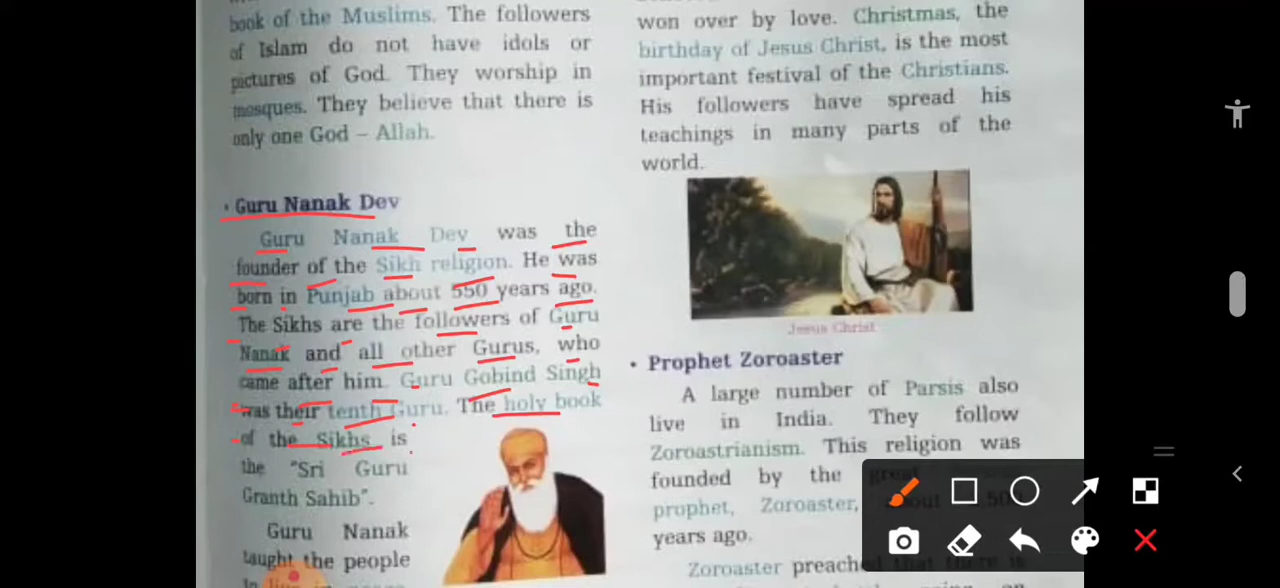 book of the Muslims. The followers
of Islam do not have idols or
pictures of God. They worship in
mosques. They believe that there is
only one God – Allah.
• Guru Nanak Dev
Guru Nanak Dev was the
founder of the Sikh religion. He was
born in Punjab about 550 years ago.
The Sikhs are the followers of Guru
Nanak and all other Gurus, who
came after him. Guru Gobind Singh
was their tenth Guru. The holy book
of the Sikhs is
the "Sri Guru
Granth Sahib".
Guru Nanak
taught the people
won over by love. Christmas, the
birthday of Jesus Christ, is the most
important festival of the Christians.
His followers have spread his
teachings in many parts of the
world.
Jesus Christ
• Prophet Zoroaster
A large number of Parsis also
live in India. They follow
Zoroastrianism. This religion was
founded by the great
prophet, Zoroaster,
years ago.
Zoroaster preached that there is